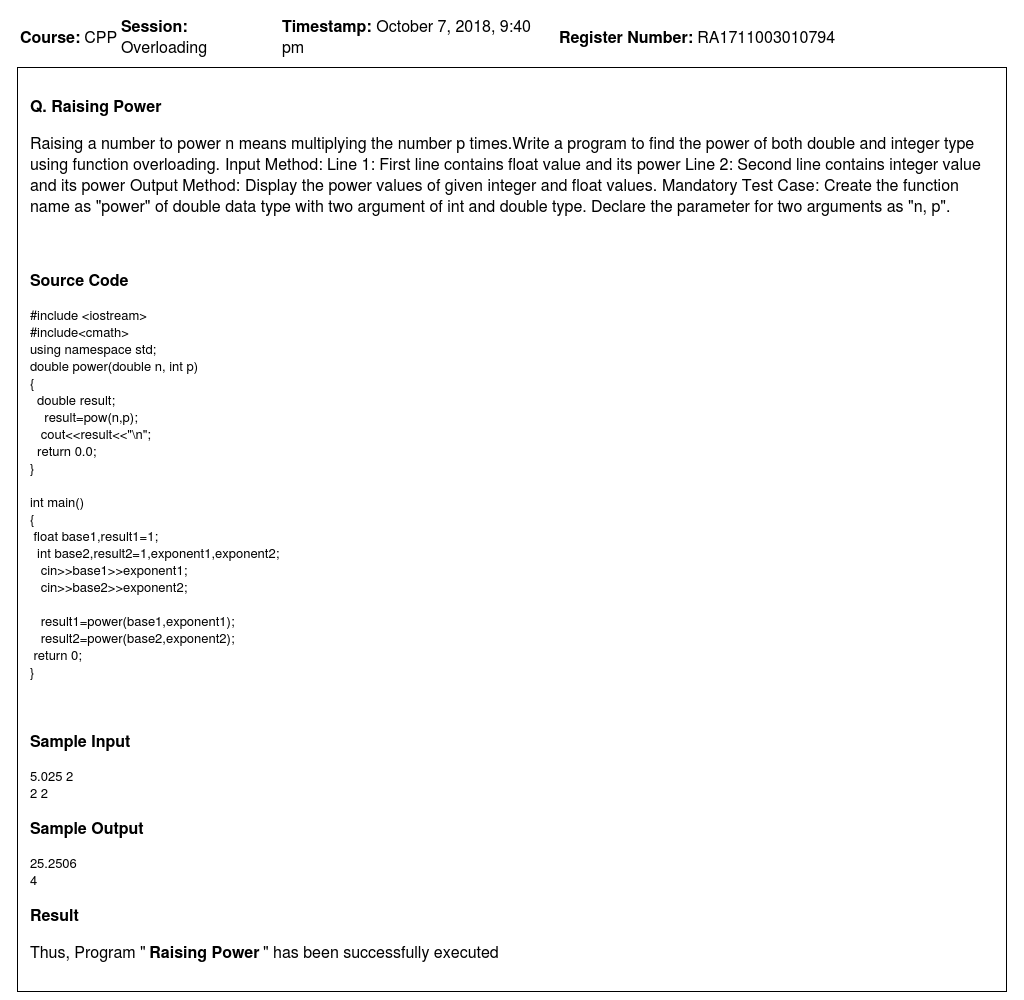 Course: CPP Session: Overloading Timestamp: October 7, 2018, 9:40 pm Register Number: RA1711003010794
Q. Raising Power
Raising a number to power n means multiplying the number p times.Write a program to find the power of both double and integer type
using function overloading. Input Method: Line 1: First line contains float value and its power Line 2: Second line contains integer value
and its power Output Method: Display the power values of given integer and float values. Mandatory Test Case: Create the function
name as "power" of double data type with two argument of int and double type. Declare the parameter for two arguments as "n, p".
Source Code
#include <iostream>
#include<cmath>
using namespace std;
double power(double n, int p)
{
double result;
result=pow(n,p);
cout<<result<<"\n";
return 0.0;
}
int main()
{
float base1,result1=1;
int base2,result2=1,exponent1,exponent2;
cin>>base1>>exponent1;
cin>>base2>>exponent2;
result1=power(base1,exponent1);
result2=power(base2,exponent2);
return 0;
}
Sample Input
5.025 2
2 2
Sample Output
25.2506
4
Result
Thus, Program " Raising Power " has been successfully executed